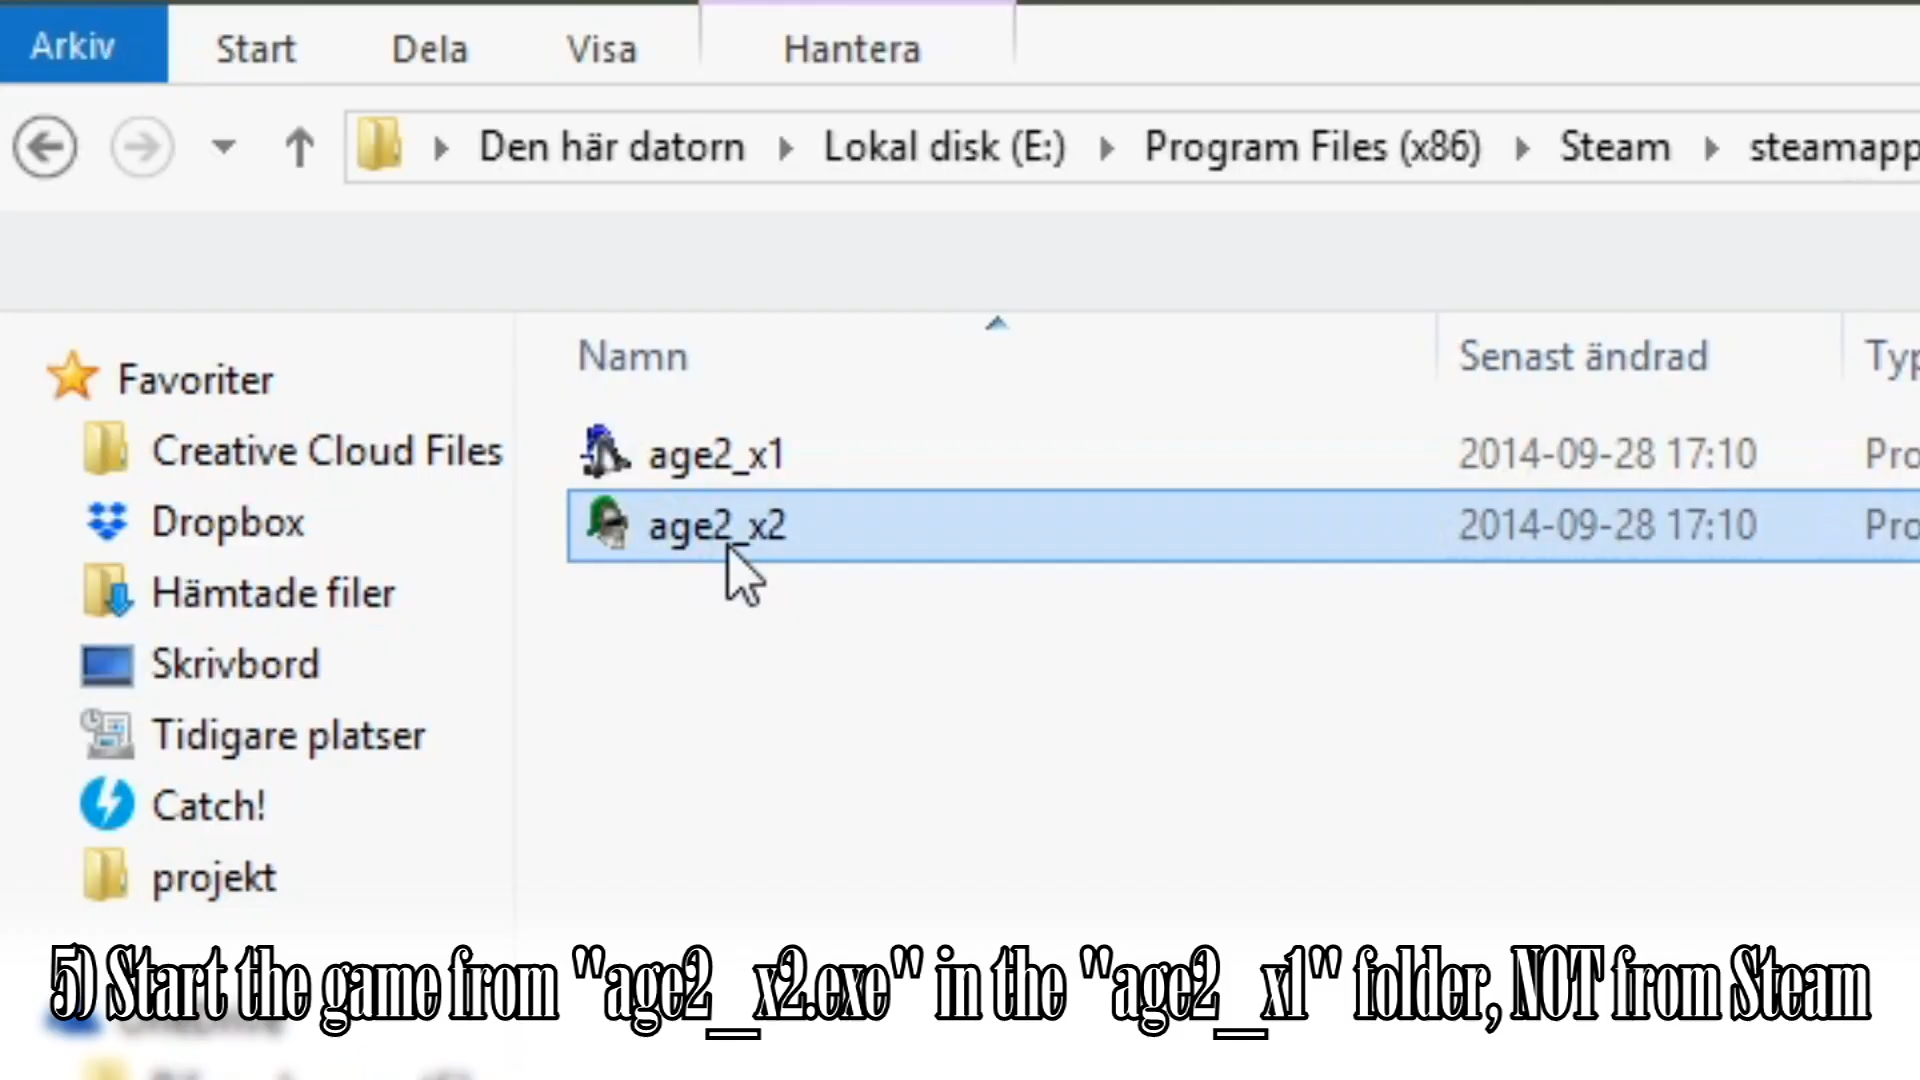 Arkiv Start Dela Visa Hantera
Den här datorn Lokal disk (E:) Program Files (x86) Steam steamapp
Namn Senast ändrad Typ
Favoriter
Creative Cloud Files
Dropbox
Hämtade filer
Skrivbord
Tidigare platser
Catch!
projekt
age2_x1 2014-09-28 17:10 Pro
age2_x2 2014-09-28 17:10 Pro
5) Start the game from "age2_x2.exe" in the "age2_x1" folder, NOT from Steam